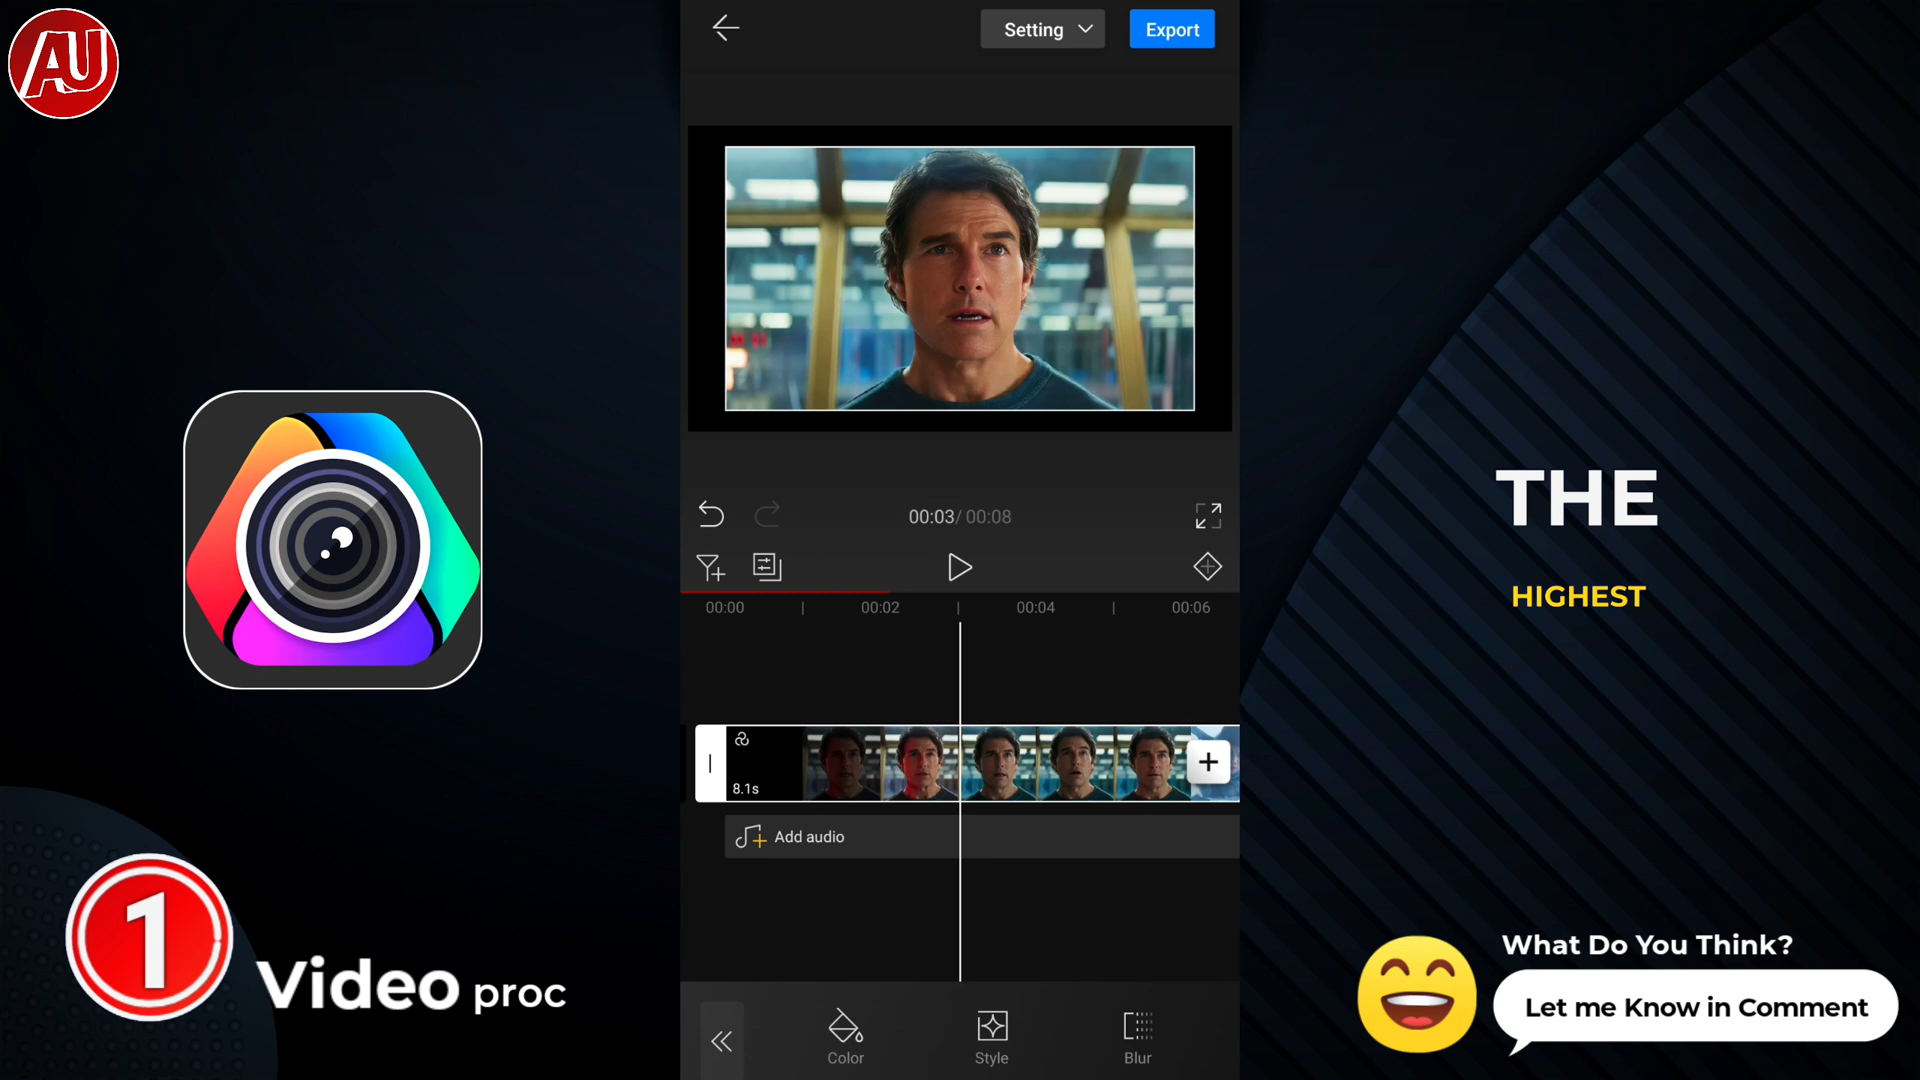 AU
Setting
Export
00:03/ 00:08
00:00
00:02
00:04
00:06
8.1s
Add audio
Color
Style
Blur
1
Video proc
THE
HIGHEST
What Do You Think?
Let me Know in Comment